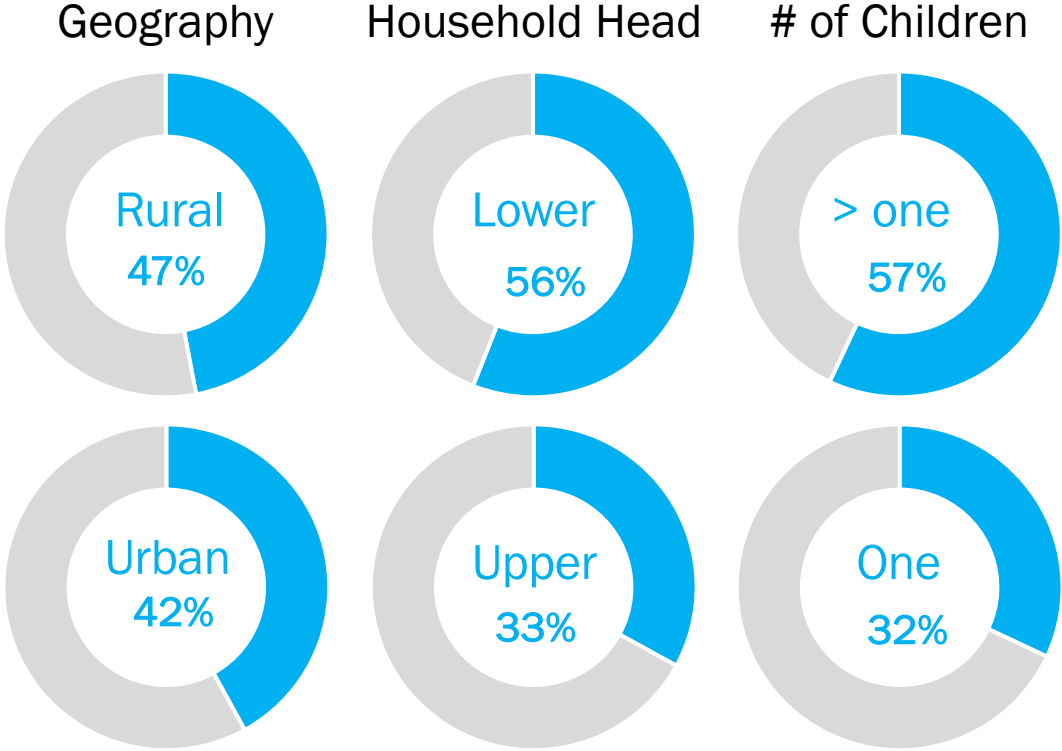 Geography
Household Head
# of Children
Rural
47%
Lower
56%
> one
57%
Urban
42%
Upper
33%
One
32%